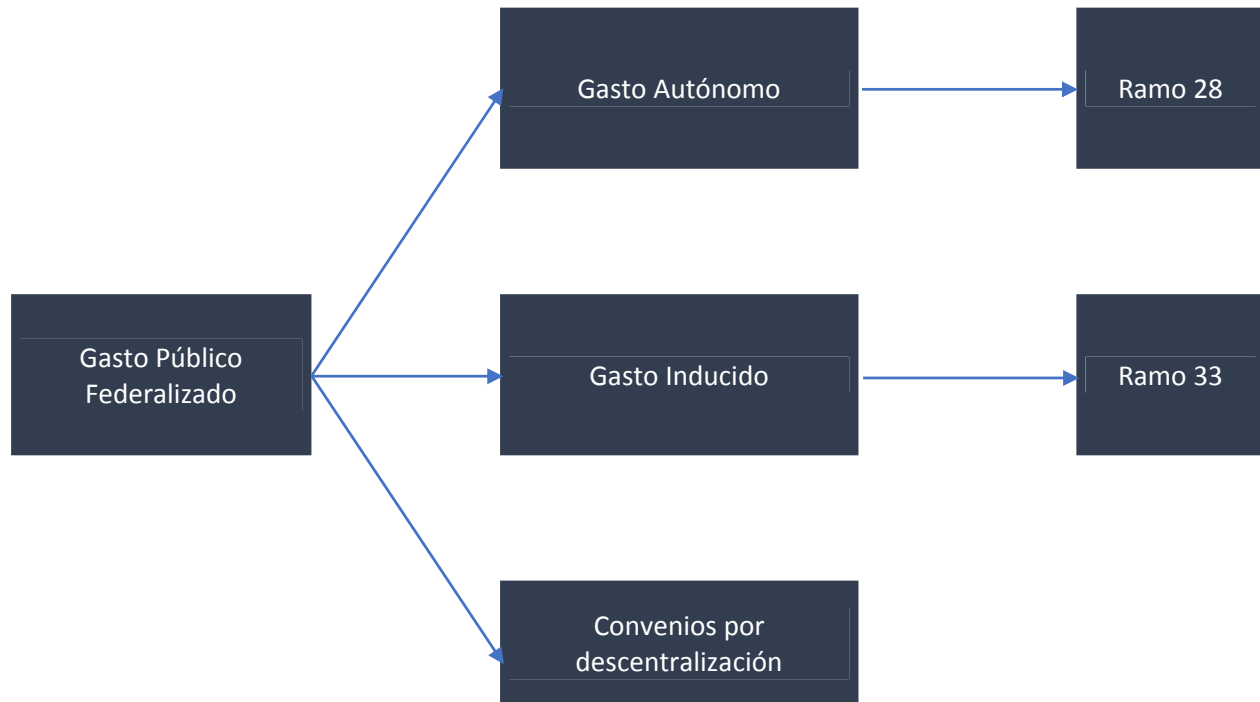 Gasto Autónomo
Ramo 28
Gasto Público
Federalizado
Gasto Inducido
Ramo 33
Convenios por
descentralización